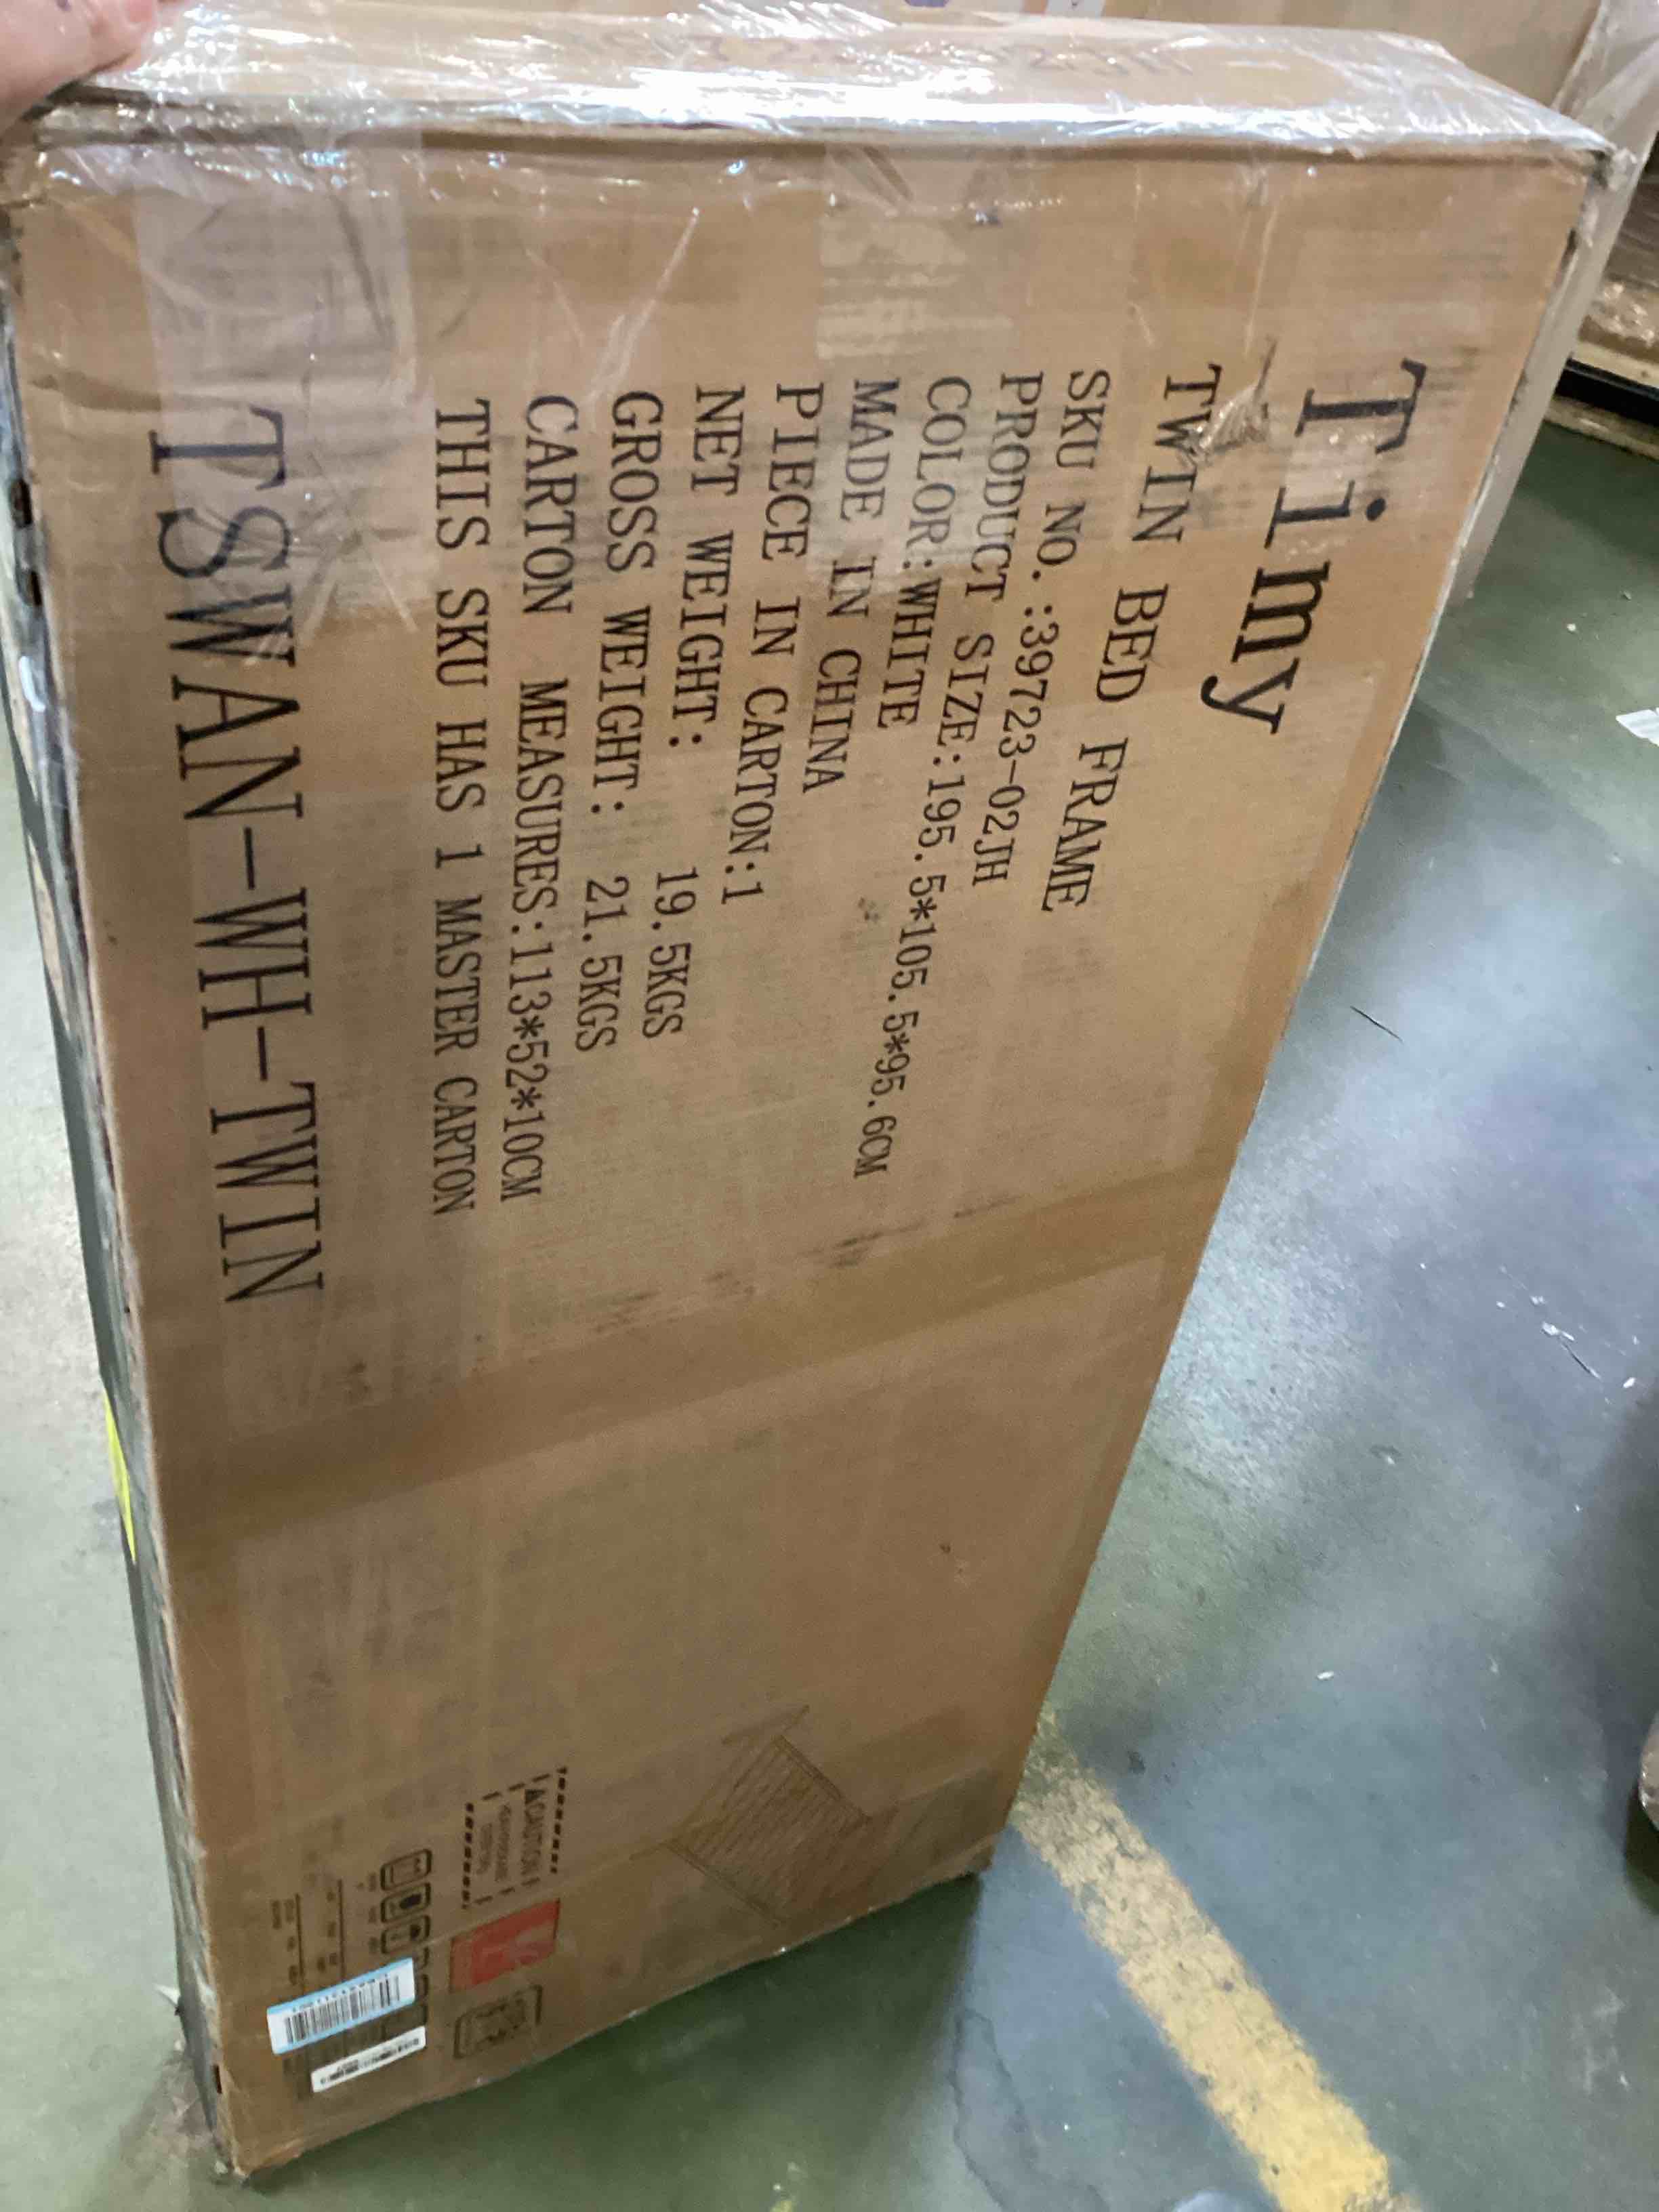 Timy
TWIN BED FRAME
SKU NO.:39723-02JH
PRODUCT SIZE:195.5*105.5*95.6CM
COLOR:WHITE
MADE IN CHINA
PIECE IN CARTON:1
NET WEIGHT: 19.5KGS
GROSS WEIGHT: 21.5KGS
CARTON MEASURES:113*52*10CM
THIS SKU HAS 1 MASTER CARTON
TSWAN-WH-TWIN
CAUTION